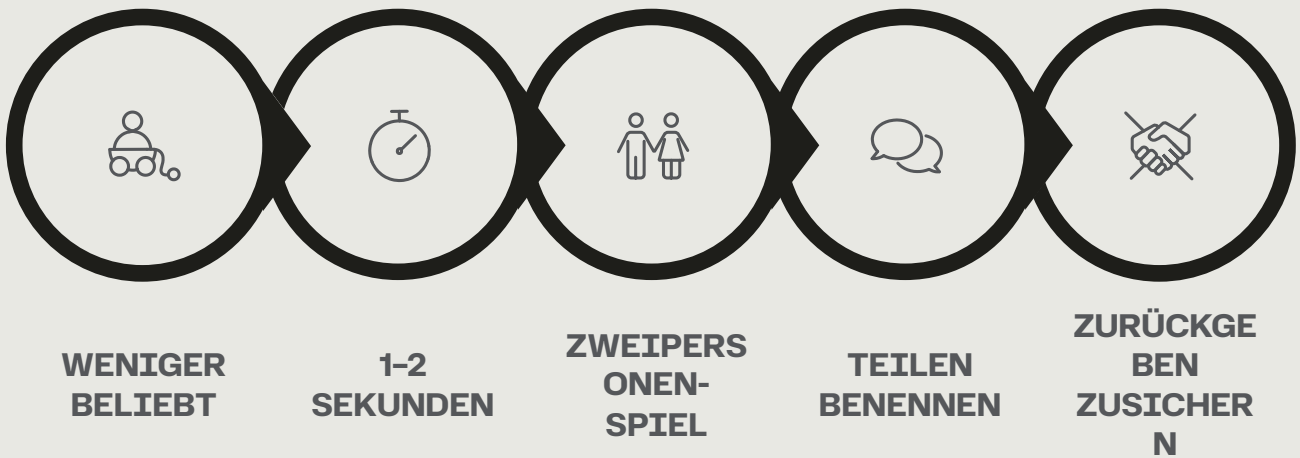 WENIGER
BELIEBT
1–2
SEKUNDEN
ZWEIPERS
ONEN-
SPIEL
TEILEN
BENENNEN
ZURÜCKGE
BEN
ZUSICHER
N